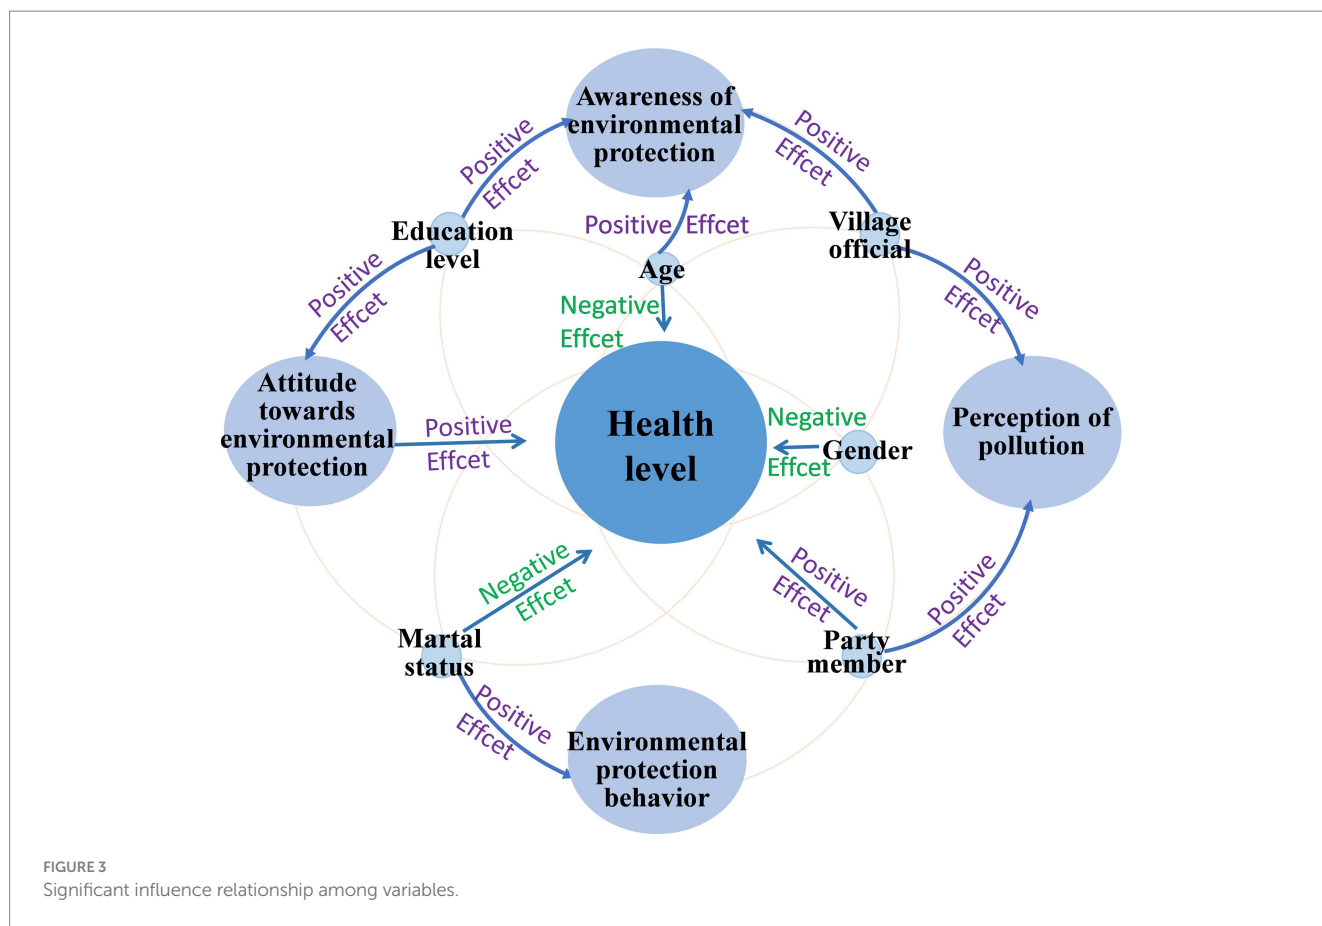 Awareness of
environmental
protection
Positive
Effcet
Positive
Effcet
Education
level
Positive Effcet
Village
official
Age
Positive
Effcet
Negative
Effcet
Positive
Effcet
Attitude
towards
environmental
protection
Positive
Effcet
Health
level
Negative
Effcet
Gender
Perception of
pollution
Negative
Effcet
Positive
Effcet
Positive
Effcet
Martal
status
Party
member
Positive
Effcet
Environmental
protection
behavior
FIGURE 3
Significant influence relationship among variables.